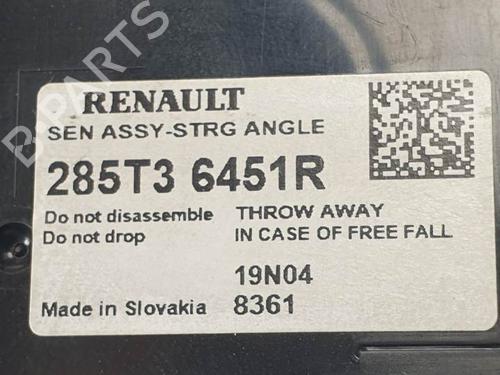 RENAULT
SEN ASSY-STRG ANGLE
285T3 6451R
Do not disassemble THROW AWAY
Do not drop IN CASE OF FREE FALL
19N04
Made in Slovakia 8361
B-PARTS